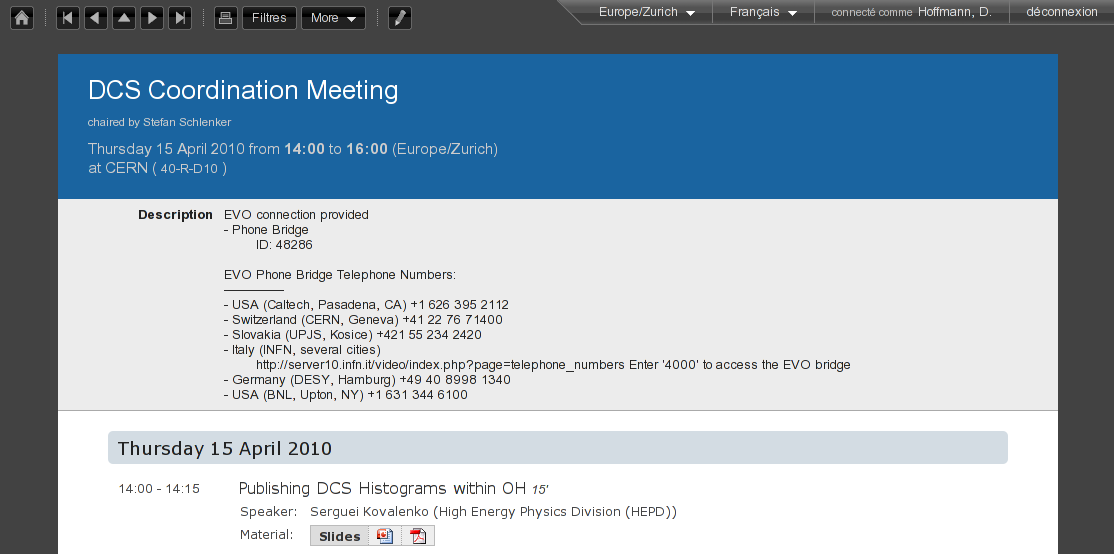 Filtres More Europe/Zurich Français connecté comme Hoffmann, D. déconnexion
DCS Coordination Meeting
chaired by Stefan Schlenker
Thursday 15 April 2010 from 14:00 to 16:00 (Europe/Zurich)
at CERN ( 40-R-D10 )
Description EVO connection provided
- Phone Bridge
ID: 48286
EVO Phone Bridge Telephone Numbers:
---------------
- USA (Caltech, Pasadena, CA) +1 626 395 2112
- Switzerland (CERN, Geneva) +41 22 76 71400
- Slovakia (UPJS, Kosice) +421 55 234 2420
- Italy (INFN, several cities)
http://server10.infn.it/video/index.php?page=telephone_numbers Enter '4000' to access the EVO bridge
- Germany (DESY, Hamburg) +49 40 8998 1340
- USA (BNL, Upton, NY) +1 631 344 6100
Thursday 15 April 2010
14:00 - 14:15 Publishing DCS Histograms within OH 15'
Speaker: Serguei Kovalenko (High Energy Physics Division (HEPD))
Material: Slides